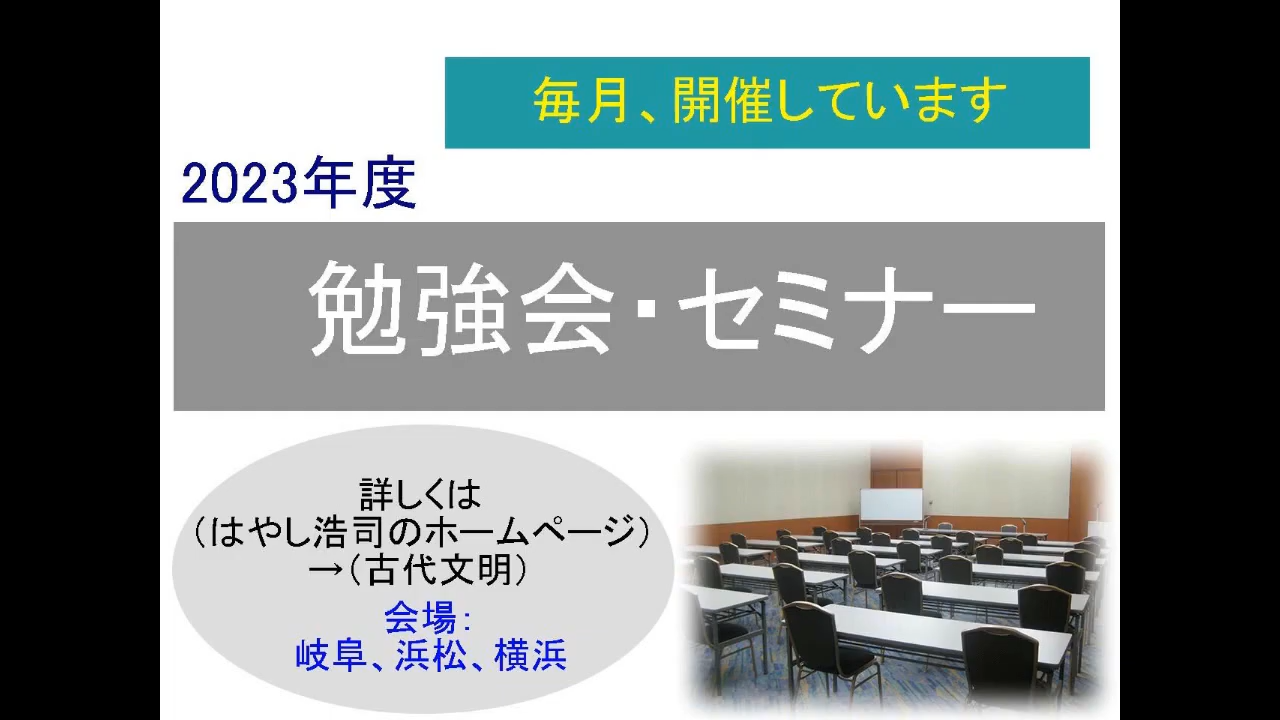 毎月、開催しています
2023年度
勉強会・セミナー
詳しくは
（はやし浩司のホームページ）
→（古代文明）
会場：
岐阜、浜松、横浜